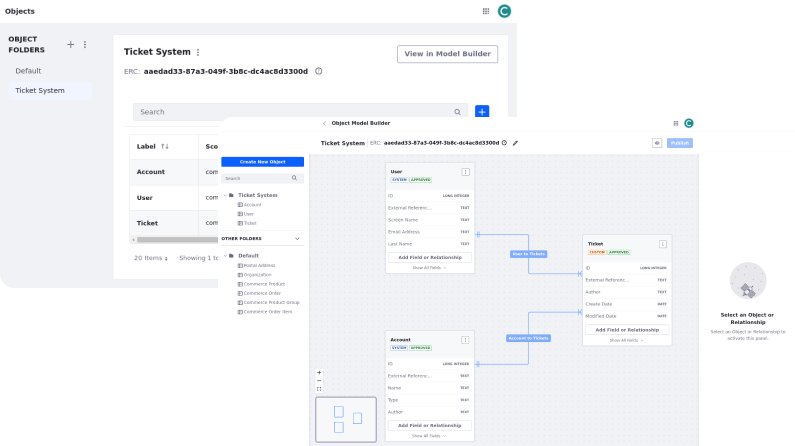 Objects
OBJECT FOLDERS
Default
Ticket System
Ticket System
View in Model Builder
ERC: aaedad33-87a3-049f-3b8c-dc4ac8d3300d
Search
Label
Sco
Account
com
User
com
Ticket
com
20 Items
Showing 1 to
Object Model Builder
Ticket System
ERC: aaedad33-87a3-049f-3b8c-dc4ac8d3300d
Publish
Create New Object
Search
Ticket System
Account
User
Ticket
OTHER FOLDERS
Default
Postal Address
Organization
Commerce Product
Commerce Order
Commerce Product Group
Commerce Order Item
User
SYSTEM APPROVED
ID LONG INTEGER
External Referenc... TEXT
Screen Name TEXT
Email Address TEXT
Last Name TEXT
Add Field or Relationship
Show All Fields
User to Tickets
Account
SYSTEM APPROVED
ID LONG INTEGER
External Referenc... TEXT
Name TEXT
Type TEXT
Author TEXT
Add Field or Relationship
Show All Fields
Account to Tickets
Ticket
CUSTOM APPROVED
ID LONG INTEGER
External Referenc... TEXT
Author TEXT
Create Date DATE
Modified Date DATE
Add Field or Relationship
Show All Fields
Select an Object or
Relationship
Select an Object or Relationship to
activate this panel.